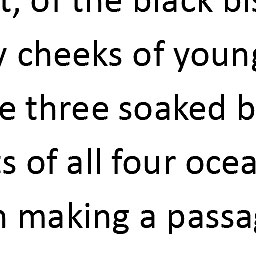 t, of the black bis
y cheeks of young
e three soaked b
ts of all four ocea
n making a passag